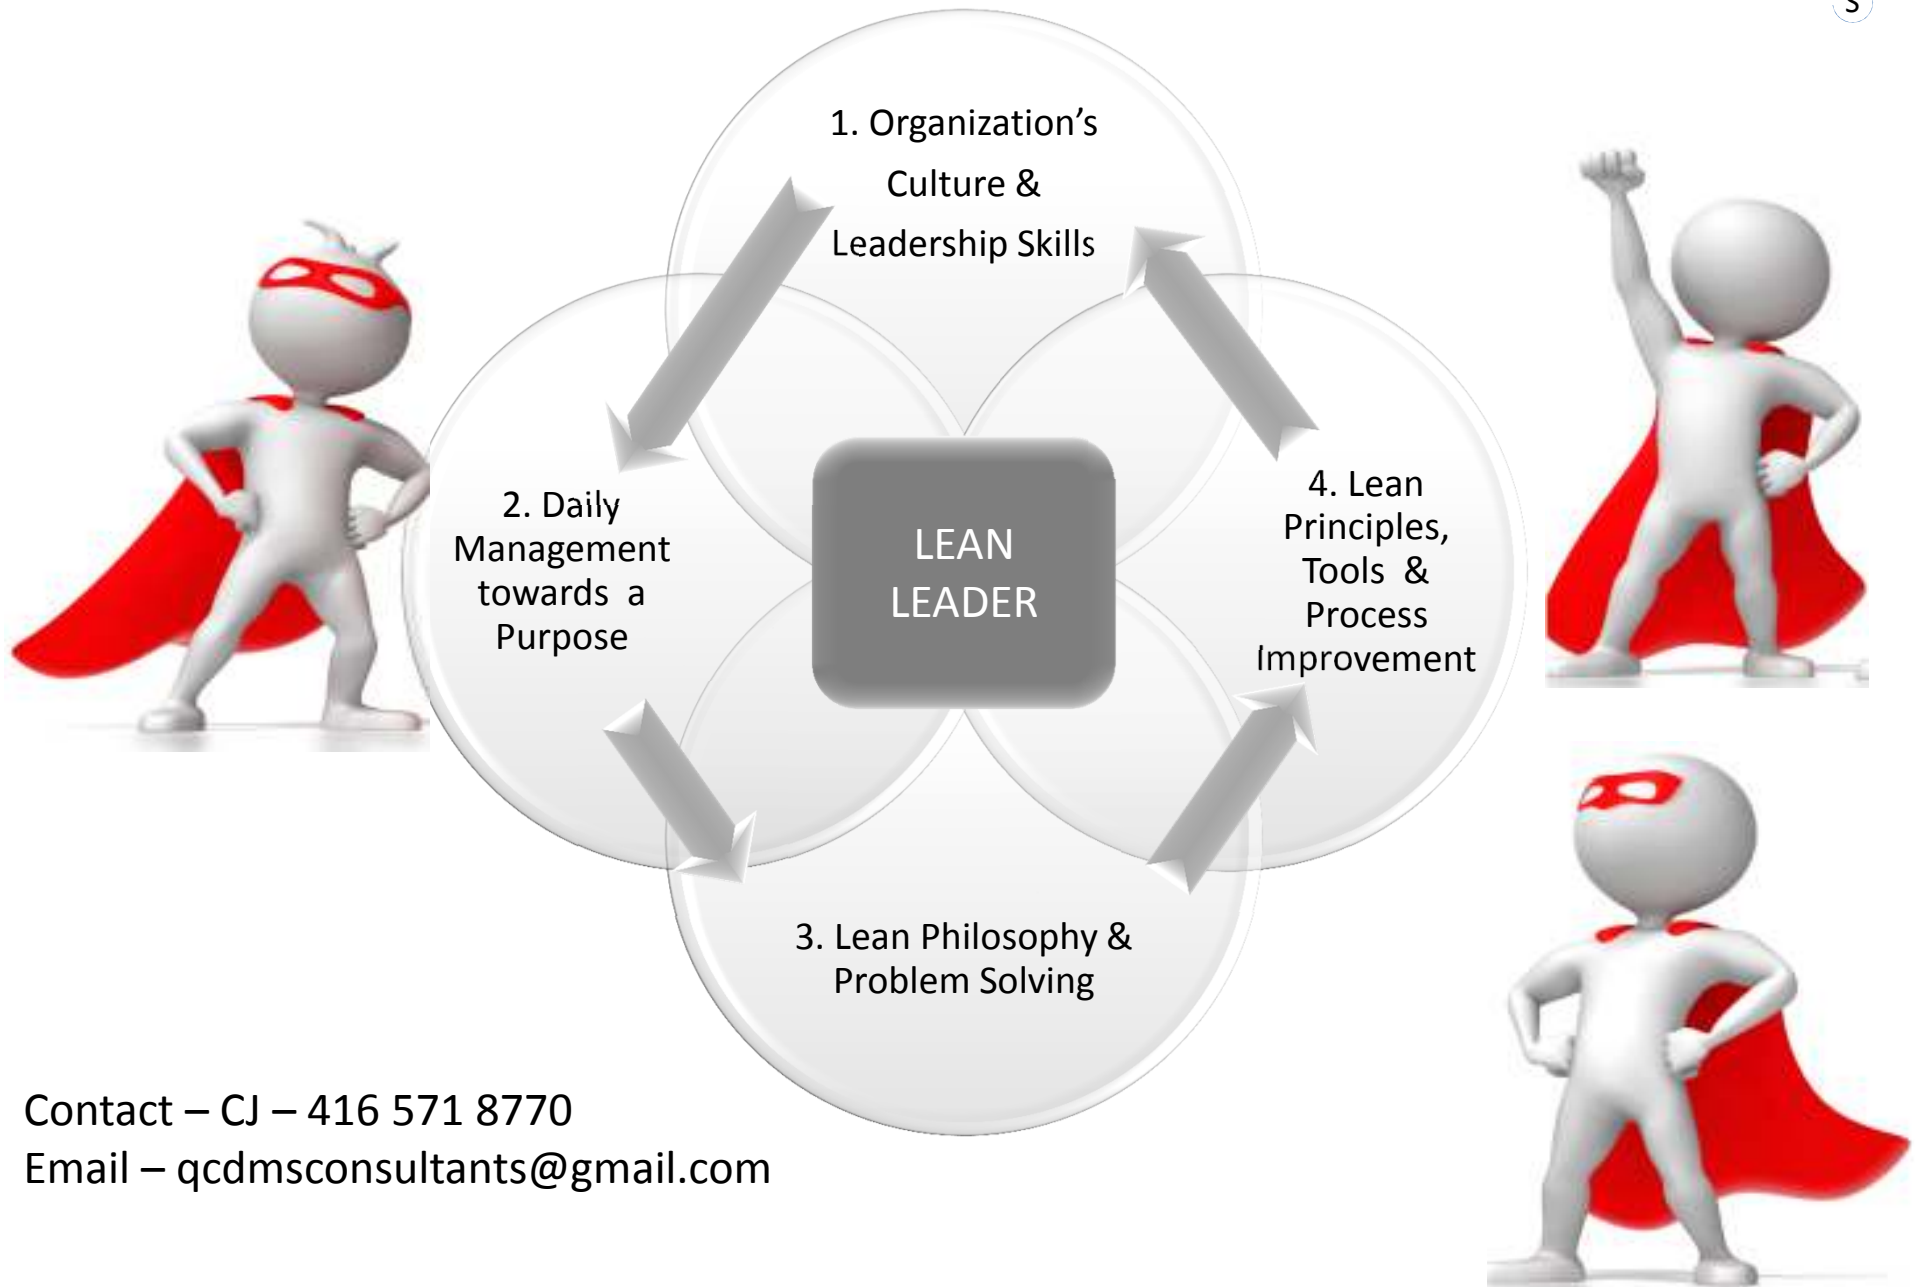 S
1. Organization’s
Culture &
Leadership Skills
2. Daily
Management
towards a
Purpose
LEAN
LEADER
4. Lean
Principles,
Tools &
Process
Improvement
3. Lean Philosophy &
Problem Solving
Contact – CJ – 416 571 8770
Email – qcdmsconsultants@gmail.com